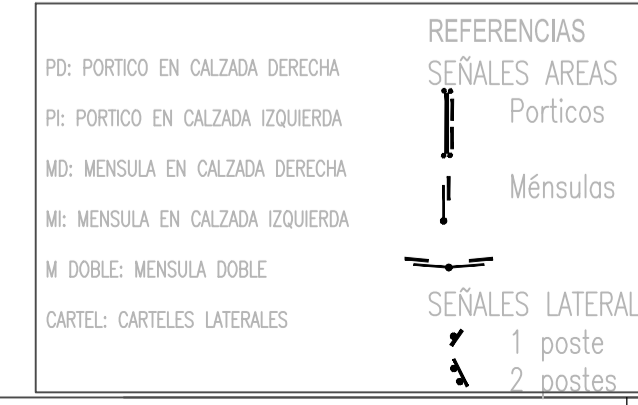 REFERENCIAS
PD: PORTICO EN CALZADA DERECHA
SEÑALES AREAS
PI: PORTICO EN CALZADA IZQUIERDA
Porticos
MD: MENSULA EN CALZADA DERECHA
Ménsulas
MI: MENSULA EN CALZADA IZQUIERDA
M DOBLE: MENSULA DOBLE
CARTEL: CARTELES LATERALES
SEÑALES LATERAL
1 poste
2 postes